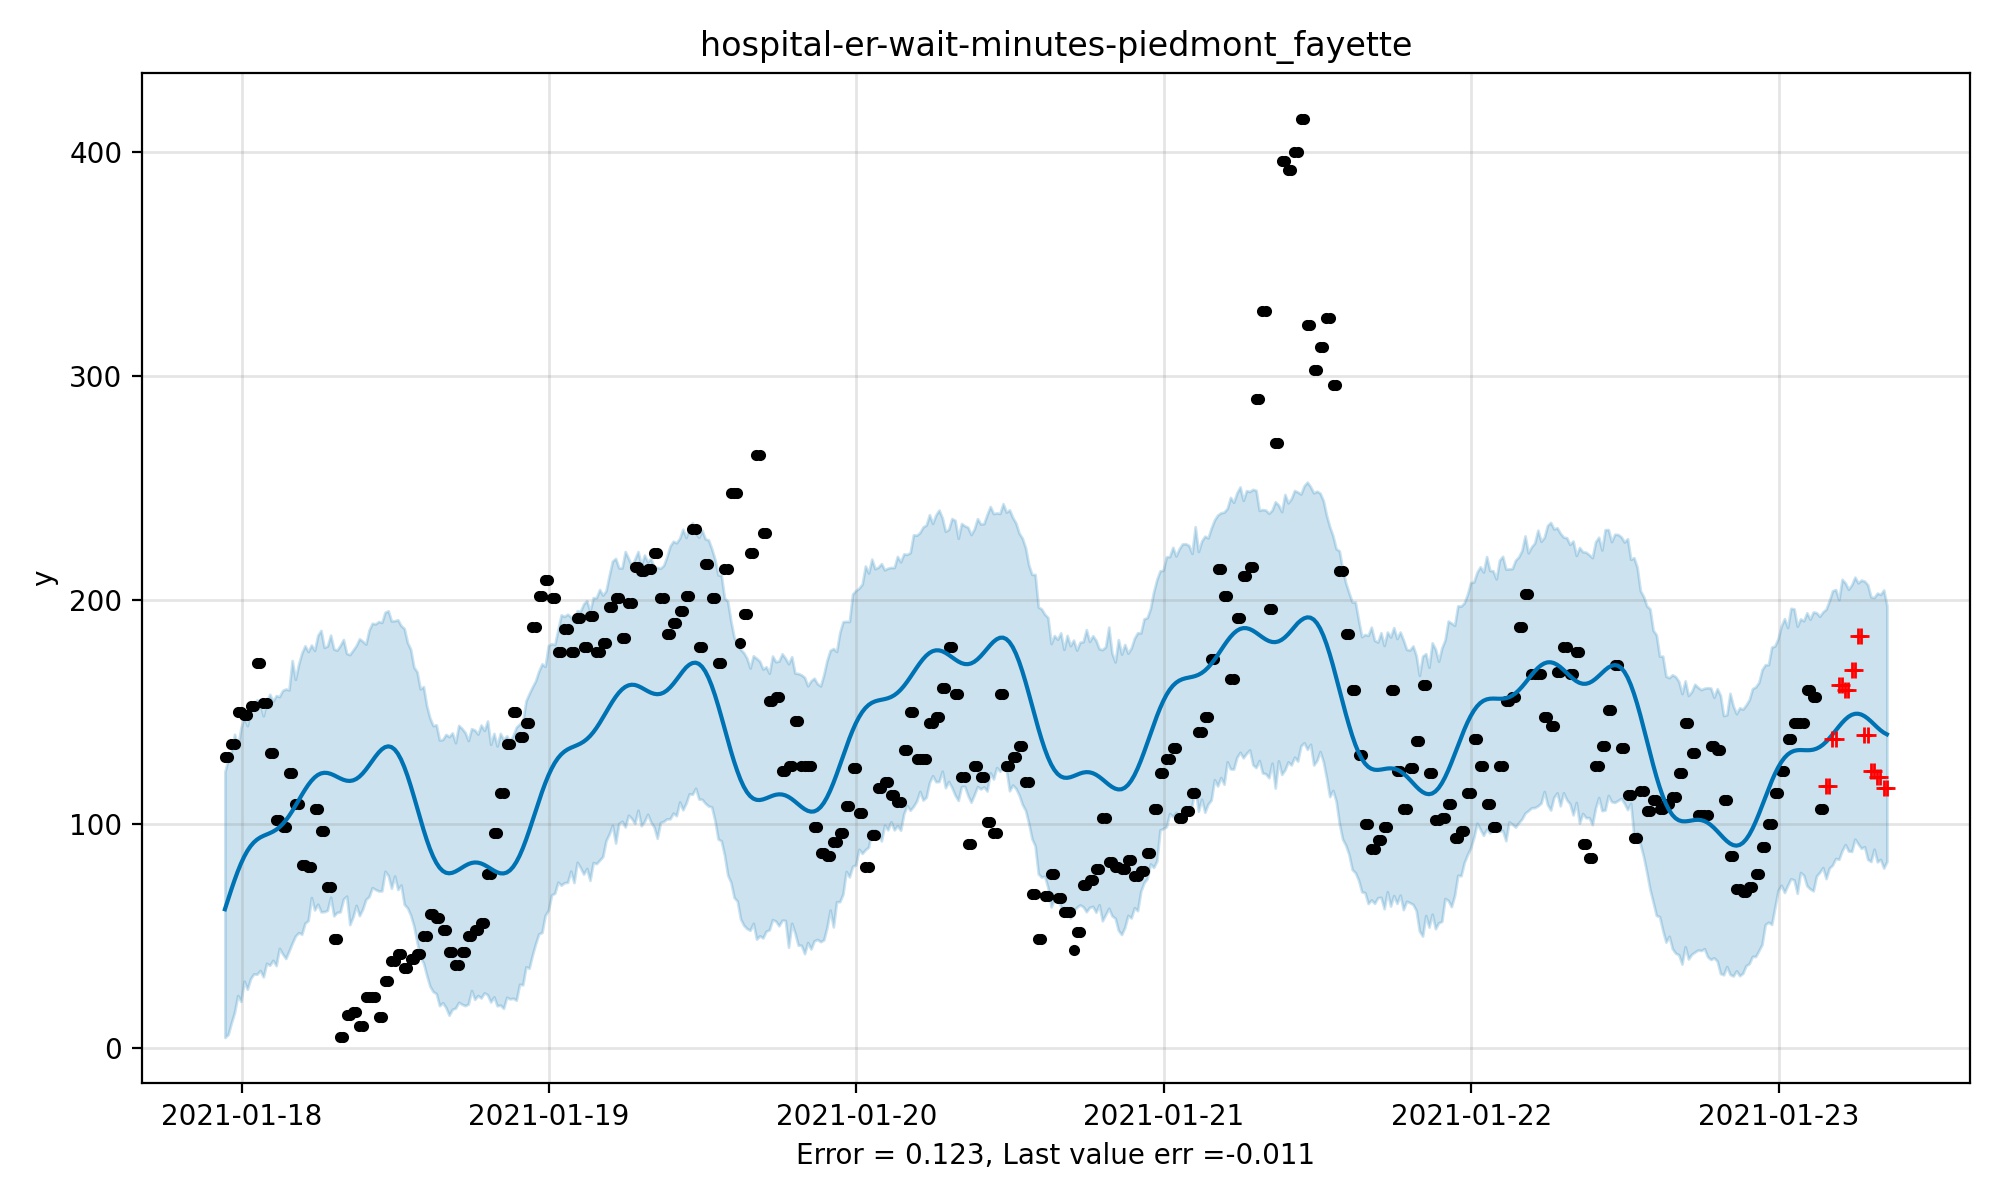 hospital-er-wait-minutes-piedmont_fayette
y
400
300
200
100
0
2021-01-18 2021-01-19 2021-01-20 2021-01-21 2021-01-22 2021-01-23
Error = 0.123, Last value err =-0.011